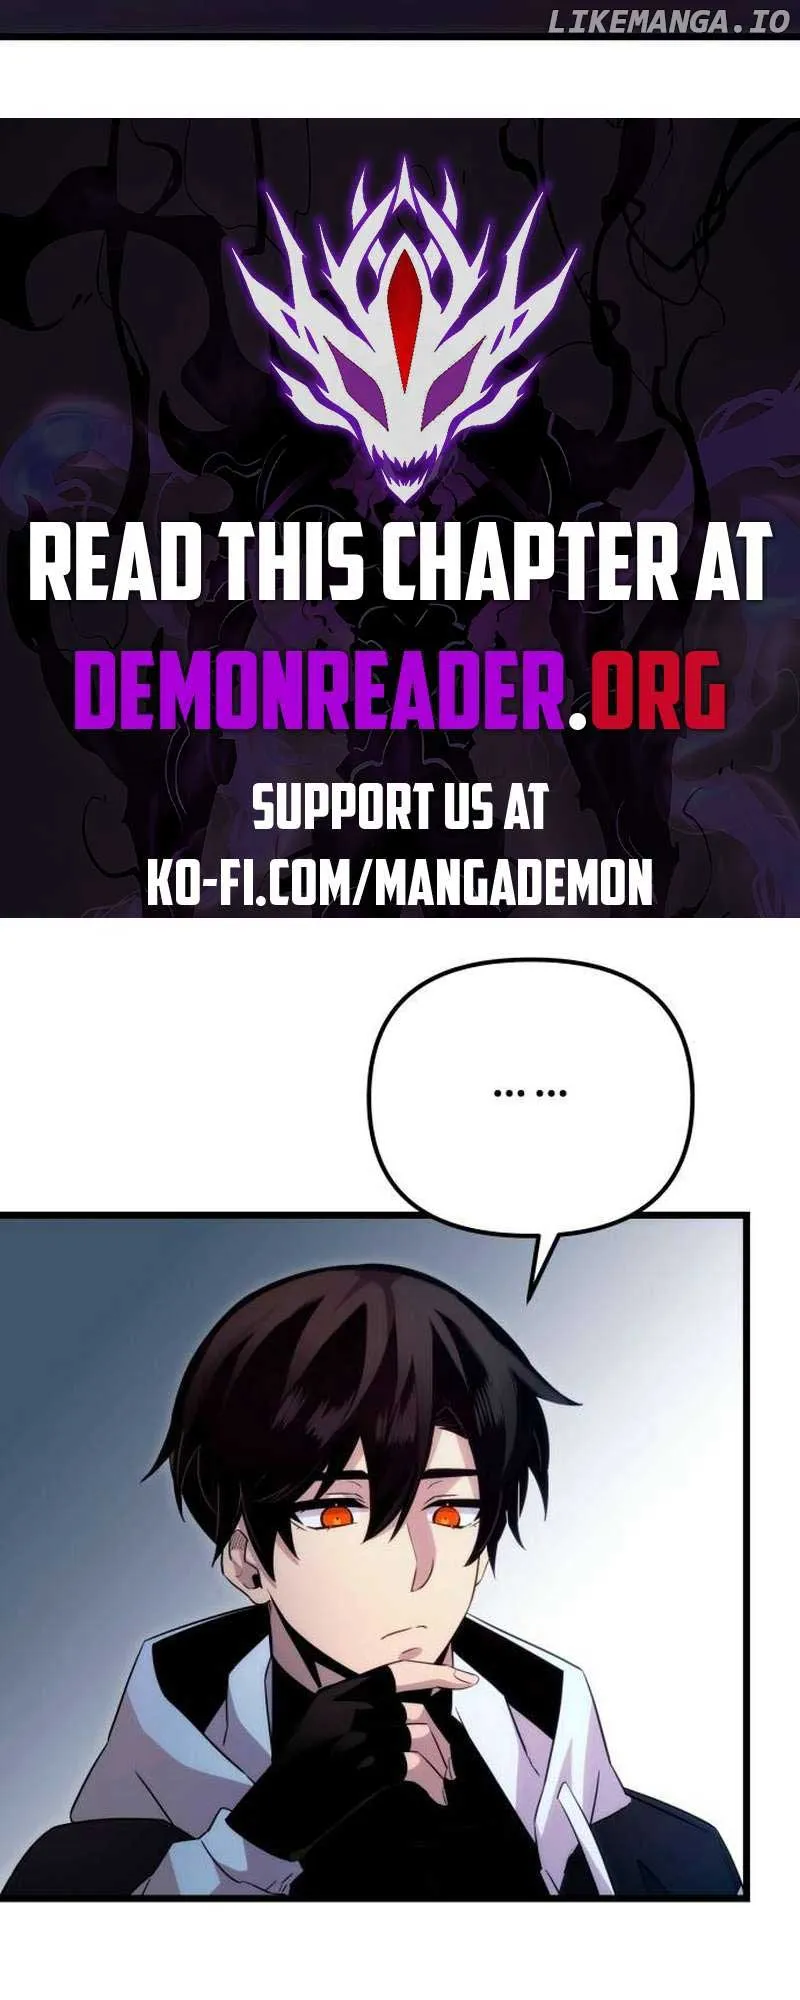 LIKEMANGA.IO
READ THIS CHAPTER AT
DEMONREADER.ORG
SUPPORT US AT
KO-FI.COM/MANGADEMON
... ...